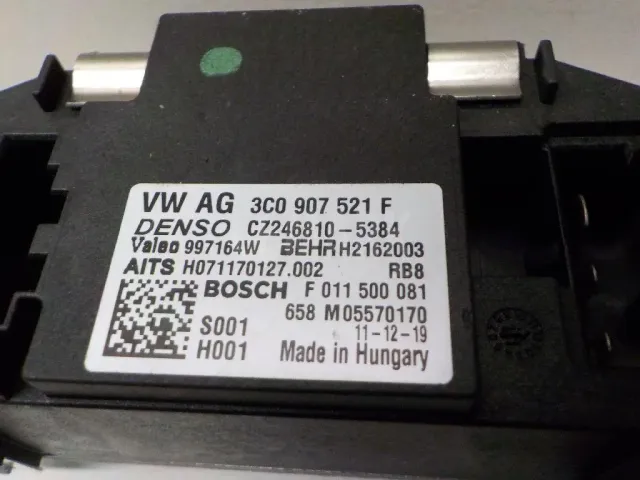 VW AG 3C0 907 521 F
DENSO CZ246810-5384
Valeo 997164W BEHR H2162003
AITS H071170127.002 RB8
BOSCH F 011 500 081
658 M05570170
S001 11-12-19
H001 Made in Hungary